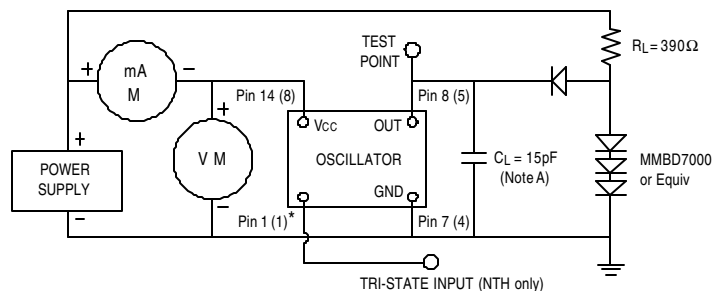 TEST
POINT
RL = 390Ω
+
mA
M
−
Pin 14 (8)
Pin 8 (5)
+
+
VCC
OUT
POWER
SUPPLY
V M
OSCILLATOR
CL = 15pF
(Note A)
MMBD7000
or Equiv
GND
−
−
Pin 1 (1)*
Pin 7 (4)
TRI-STATE INPUT (NTH only)